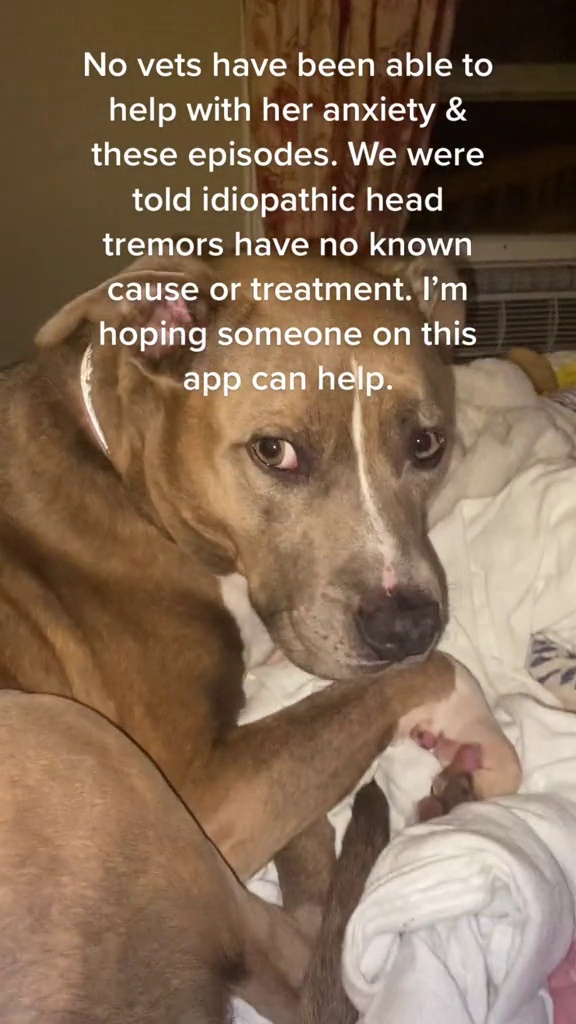 No vets have been able to
help with her anxiety &
these episodes. We were
told idiopathic head
tremors have no known
cause or treatment. I’m
hoping someone on this
app can help.